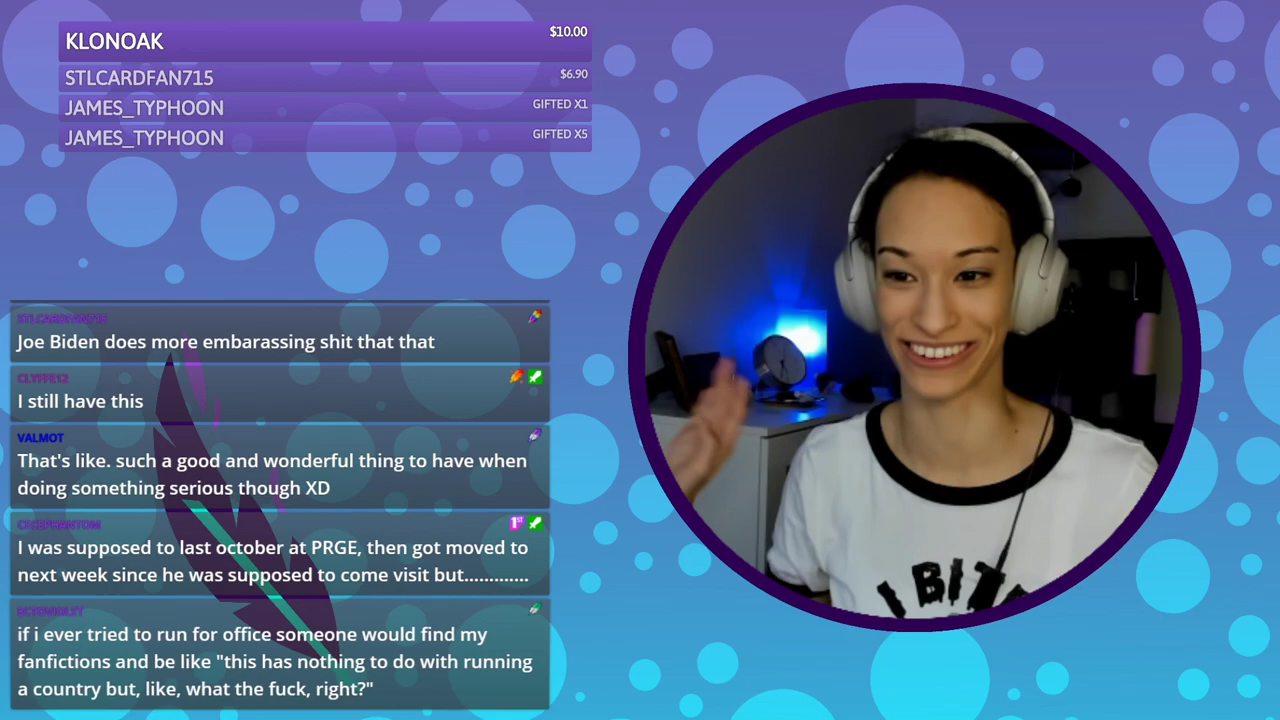 KLONOAK $10.00
STLCARDFAN715 $6.90
JAMES_TYPHOON GIFTED X1
JAMES_TYPHOON GIFTED X5
STLCARDFAN715
Joe Biden does more embarassing shit that that
CLYFFE12
I still have this
VALMOT
That's like. such a good and wonderful thing to have when
doing something serious though XD
1st
I was supposed to last october at PRGE, then got moved to
next week since he was supposed to come visit but.............
if i ever tried to run for office someone would find my
fanfictions and be like "this has nothing to do with running
a country but, like, what the fuck, right?"
I BIT